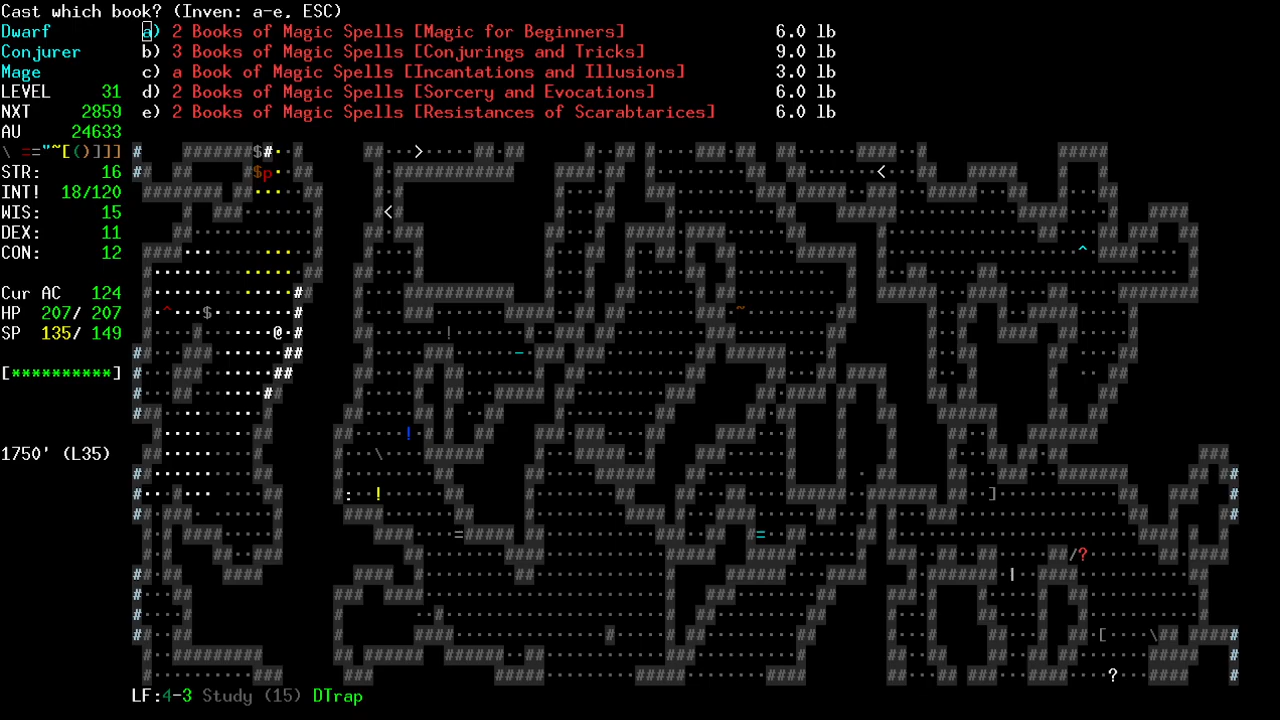 Cast which book? (Inven: a-e, ESC)
Dwarf a) 2 Books of Magic Spells [Magic for Beginners] 6.0 lb
Conjurer b) 3 Books of Magic Spells [Conjurings and Tricks] 9.0 lb
Mage c) a Book of Magic Spells [Incantations and Illusions] 3.0 lb
LEVEL 31 d) 2 Books of Magic Spells [Sorcery and Evocations] 6.0 lb
NXT 2859 e) 2 Books of Magic Spells [Resistances of Scarabtarices] 6.0 lb
AU 24633
\ =="~[()]]]
STR: 16
INT! 18/120
WIS: 15
DEX: 11
CON: 12
Cur AC 124
HP 207/ 207
SP 135/ 149
[**********]
1750' (L35)
LF:4-3 Study (15) DTrap